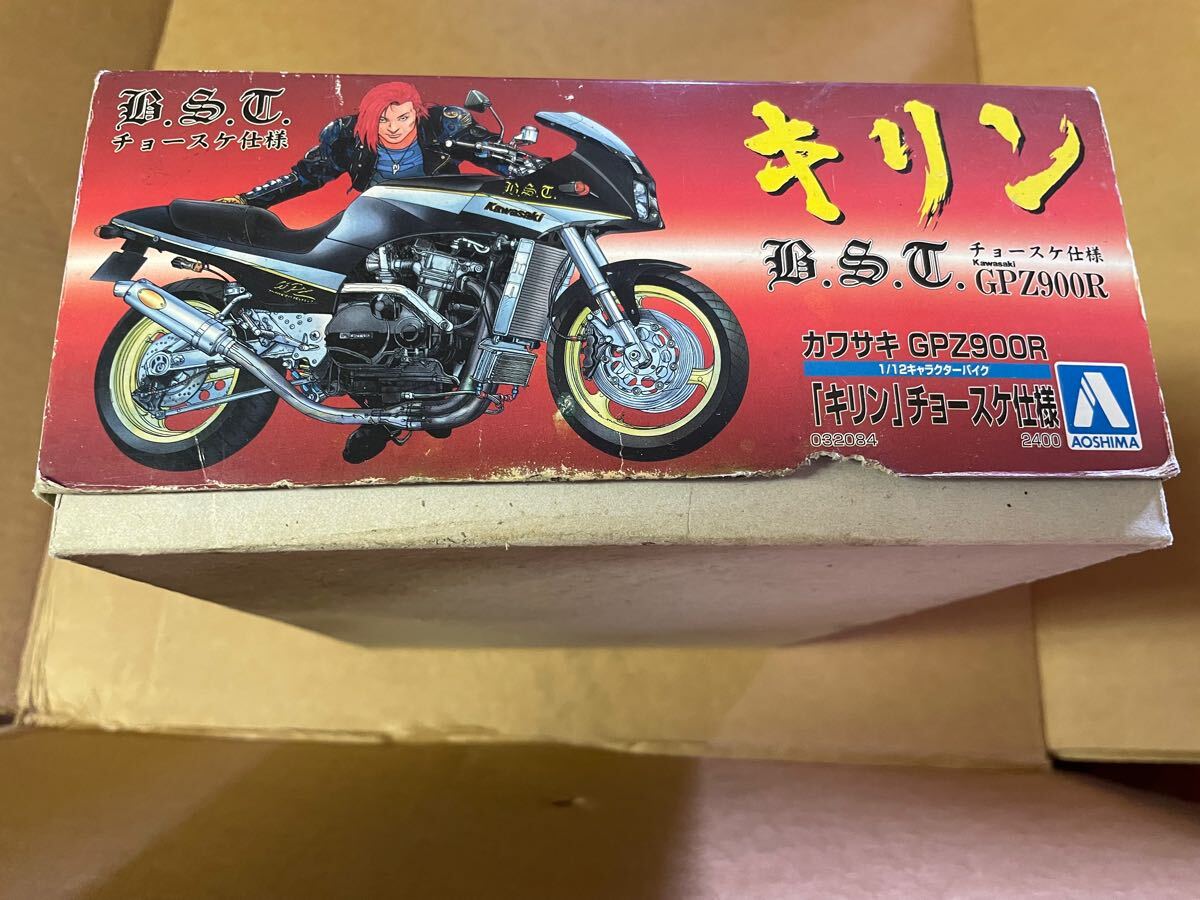 B.S.T.
チョースケ仕様
B.S.T.
Kawasaki
キリン
B.S.T.
チョースケ仕様
Kawasaki
GPZ900R
カワサキ GPZ900R
1/12キャラクターバイク
「キリン」チョースケ仕様
032084 2400
AOSHIMA